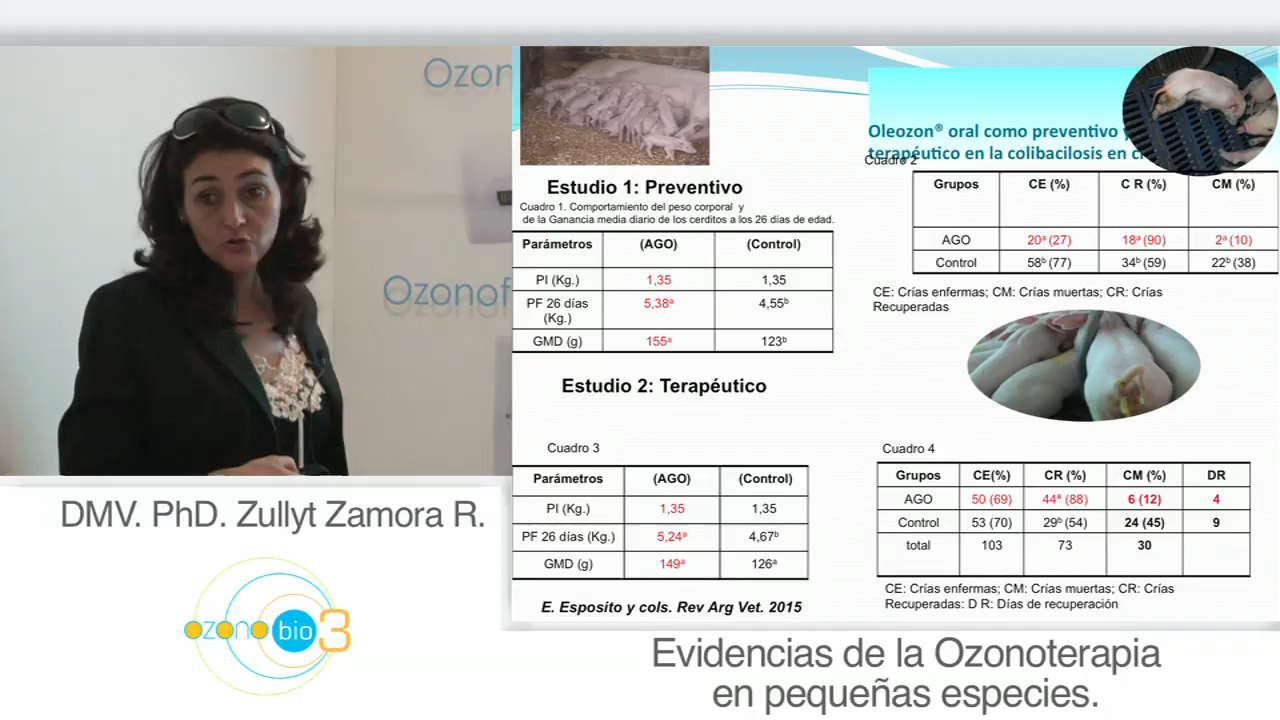 Ozon
Ozonof
Oleozon® oral como preventivo
terapéutico en la colibacilosis en
Cuadro 2
Estudio 1: Preventivo
Cuadro 1. Comportamiento del peso corporal y
de la Ganancia media diario de los cerditos a los 26 días de edad.
Parámetros (AGO) (Control)
PI (Kg.) 1,35 1,35
PF 26 días (Kg.) 5,38ª 4,55ᵇ
GMD (g) 155ª 123ᵇ
Grupos CE (%) C R (%) CM (%)
AGO 20ª (27) 18ª (90) 2ª (10)
Control 58ᵇ (77) 34ᵇ (59) 22ᵇ (38)
CE: Crías enfermas; CM: Crías muertas; CR: Crías
Recuperadas
Estudio 2: Terapéutico
Cuadro 3
Parámetros (AGO) (Control)
PI (Kg.) 1,35 1,35
PF 26 días (Kg.) 5,24ª 4,67ᵇ
GMD (g) 149ª 126ª
E. Esposito y cols. Rev Arg Vet. 2015
Cuadro 4
Grupos CE(%) CR (%) CM (%) DR
AGO 50 (69) 44ª (88) 6 (12) 4
Control 53 (70) 29ᵇ (54) 24 (45) 9
total 103 73 30
CE: Crías enfermas; CM: Crías muertas; CR: Crías
Recuperadas: D R: Días de recuperación
DMV. PhD. Zullyt Zamora R.
ozono bio 3
Evidencias de la Ozonoterapia
en pequeñas especies.